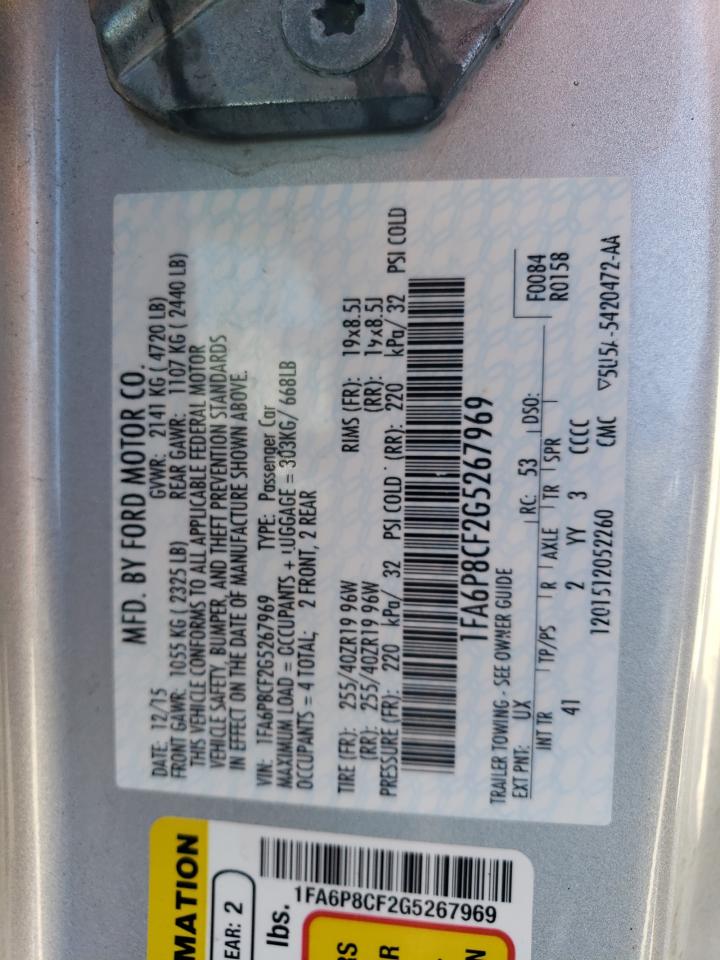 MFD. BY FORD MOTOR CO.
DATE: 12/15 GVWR: 2141 KG ( 4720 LB)
FRONT GAWR: 1055 KG ( 2325 LB) REAR GAWR: 1107 KG ( 2440 LB)
THIS VEHICLE CONFORMS TO ALL APPLICABLE FEDERAL MOTOR
VEHICLE SAFETY, BUMPER, AND THEFT PREVENTION STANDARDS
IN EFFECT ON THE DATE OF MANUFACTURE SHOWN ABOVE.
VIN: 1FA6P8CF2G5267969 TYPE: Passenger Car
MAXIMUM LOAD = OCCUPANTS + LUGGAGE = 303KG/ 668LB
OCCUPANTS = 4 TOTAL; 2 FRONT, 2 REAR
TIRE (FR): 255/40ZR19 96W RIMS (FR): 19x8.5J
(RR): 255/40ZR19 96W (RR): 19x8.5J
PRESSURE (FR): 220 kPa/ 32 PSI COLD (RR): 220 kPa/ 32 PSI COLD
1FA6P8CF2G5267969
TRAILER TOWING - SEE OWNER GUIDE
EXT PNT: UX RC: 53 DSO: F0084
R0158
INT TR TP/PS R AXLE TR SPR
41 2 YY 3 CCCC
1201512052260 CMC ▽5U5A-5420472-AA
MATION
EAR: 2
lbs.
1FA6P8CF2G5267969
RS
R
N